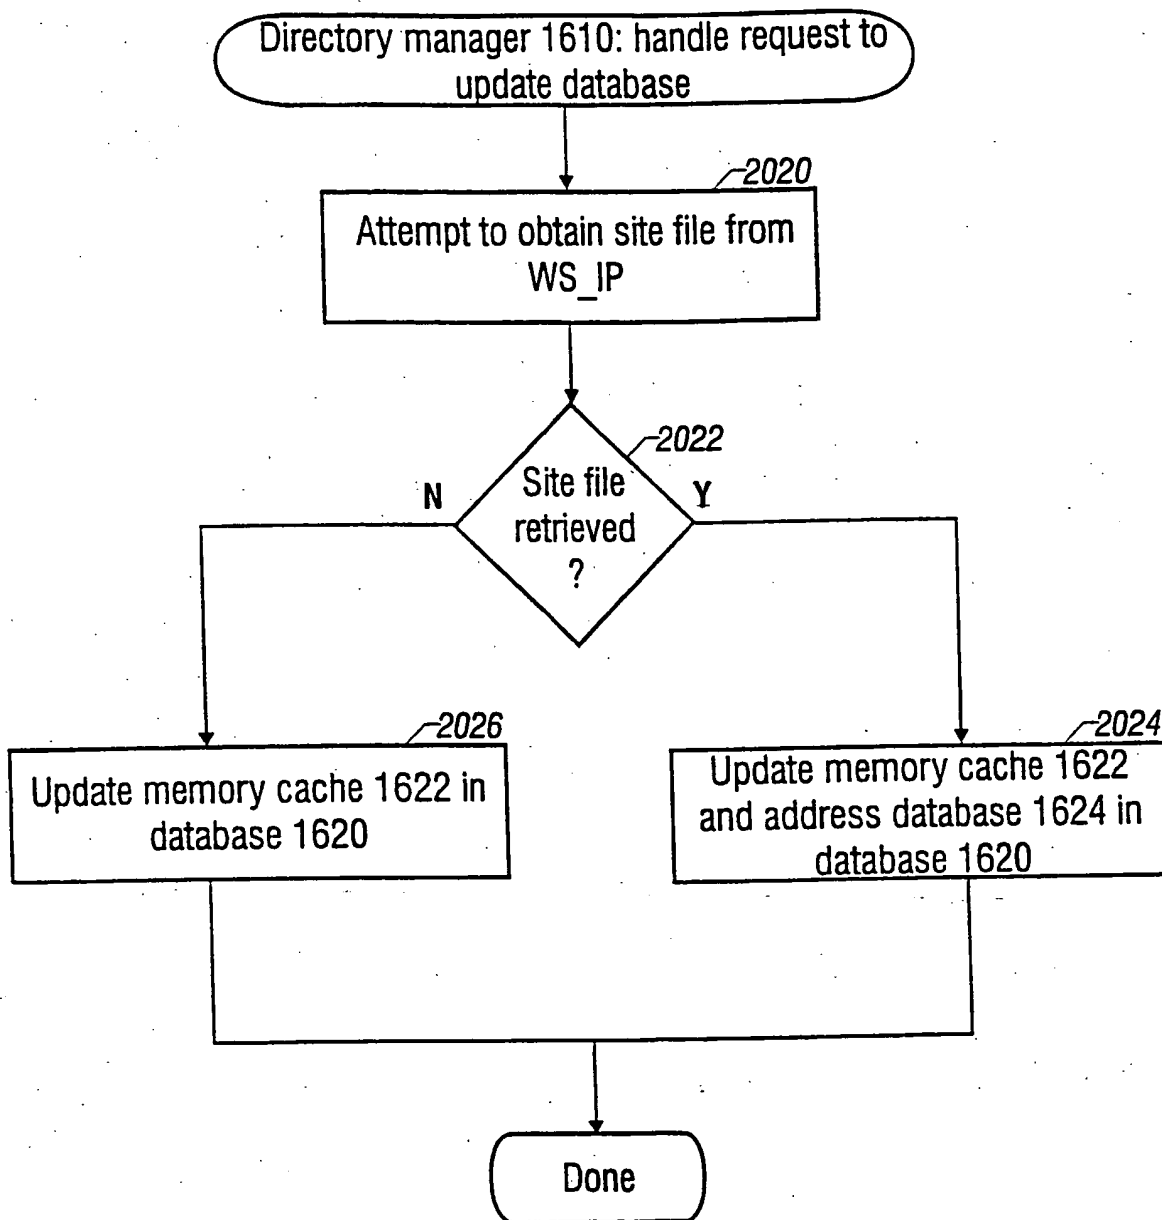 Directory manager 1610: handle request to
update database
2020
Attempt to obtain site file from
WS_IP
2022
N
Site file
Y
retrieved
?
2026
Update memory cache 1622 in
database 1620
2024
Update memory cache 1622
and address database 1624 in
database 1620
Done